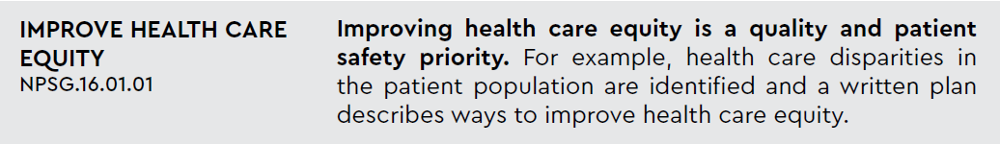 IMPROVE HEALTH CARE
EQUITY
NPSG.16.01.01
Improving health care equity is a quality and patient
safety priority. For example, health care disparities in
the patient population are identified and a written plan
describes ways to improve health care equity.